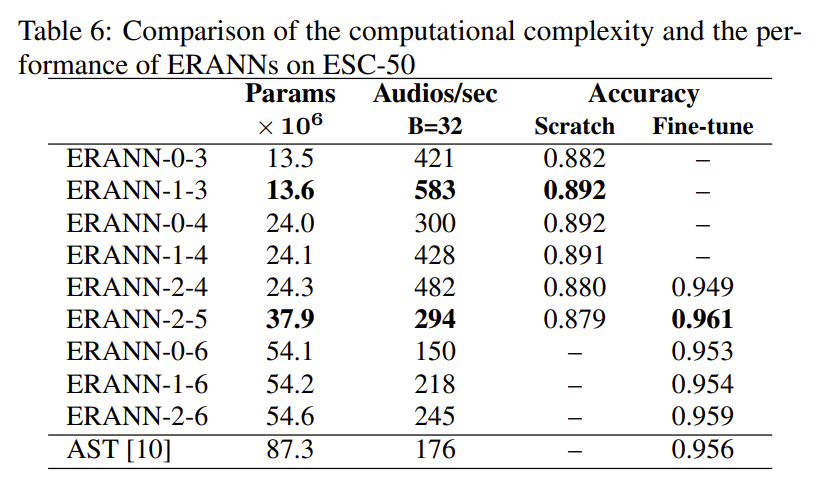 Table 6: Comparison of the computational complexity and the per-
formance of ERANNs on ESC-50
Params Audios/sec Accuracy
× 10⁶ B=32 Scratch Fine-tune
ERANN-0-3 13.5 421 0.882 –
ERANN-1-3 13.6 583 0.892 –
ERANN-0-4 24.0 300 0.892 –
ERANN-1-4 24.1 428 0.891 –
ERANN-2-4 24.3 482 0.880 0.949
ERANN-2-5 37.9 294 0.879 0.961
ERANN-0-6 54.1 150 – 0.953
ERANN-1-6 54.2 218 – 0.954
ERANN-2-6 54.6 245 – 0.959
AST [10] 87.3 176 – 0.956